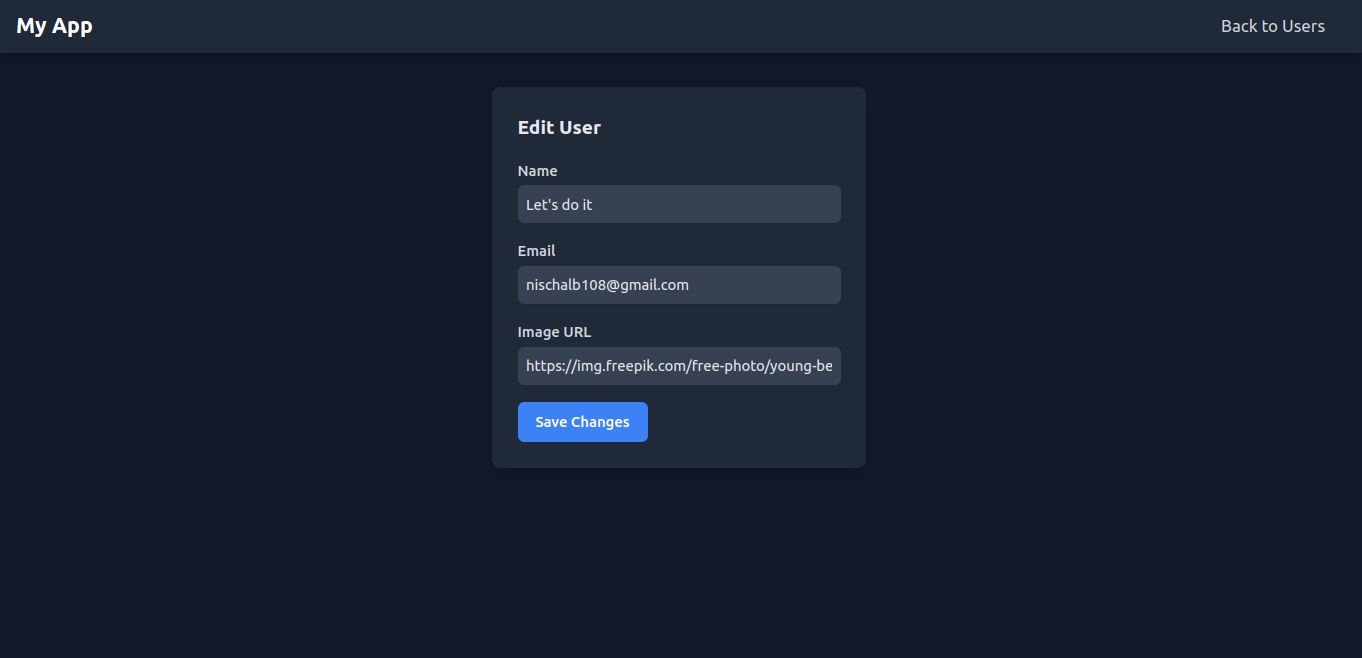 My App
Back to Users
Edit User
Name
Let's do it
Email
nischalb108@gmail.com
Image URL
https://img.freepik.com/free-photo/young-be
Save Changes